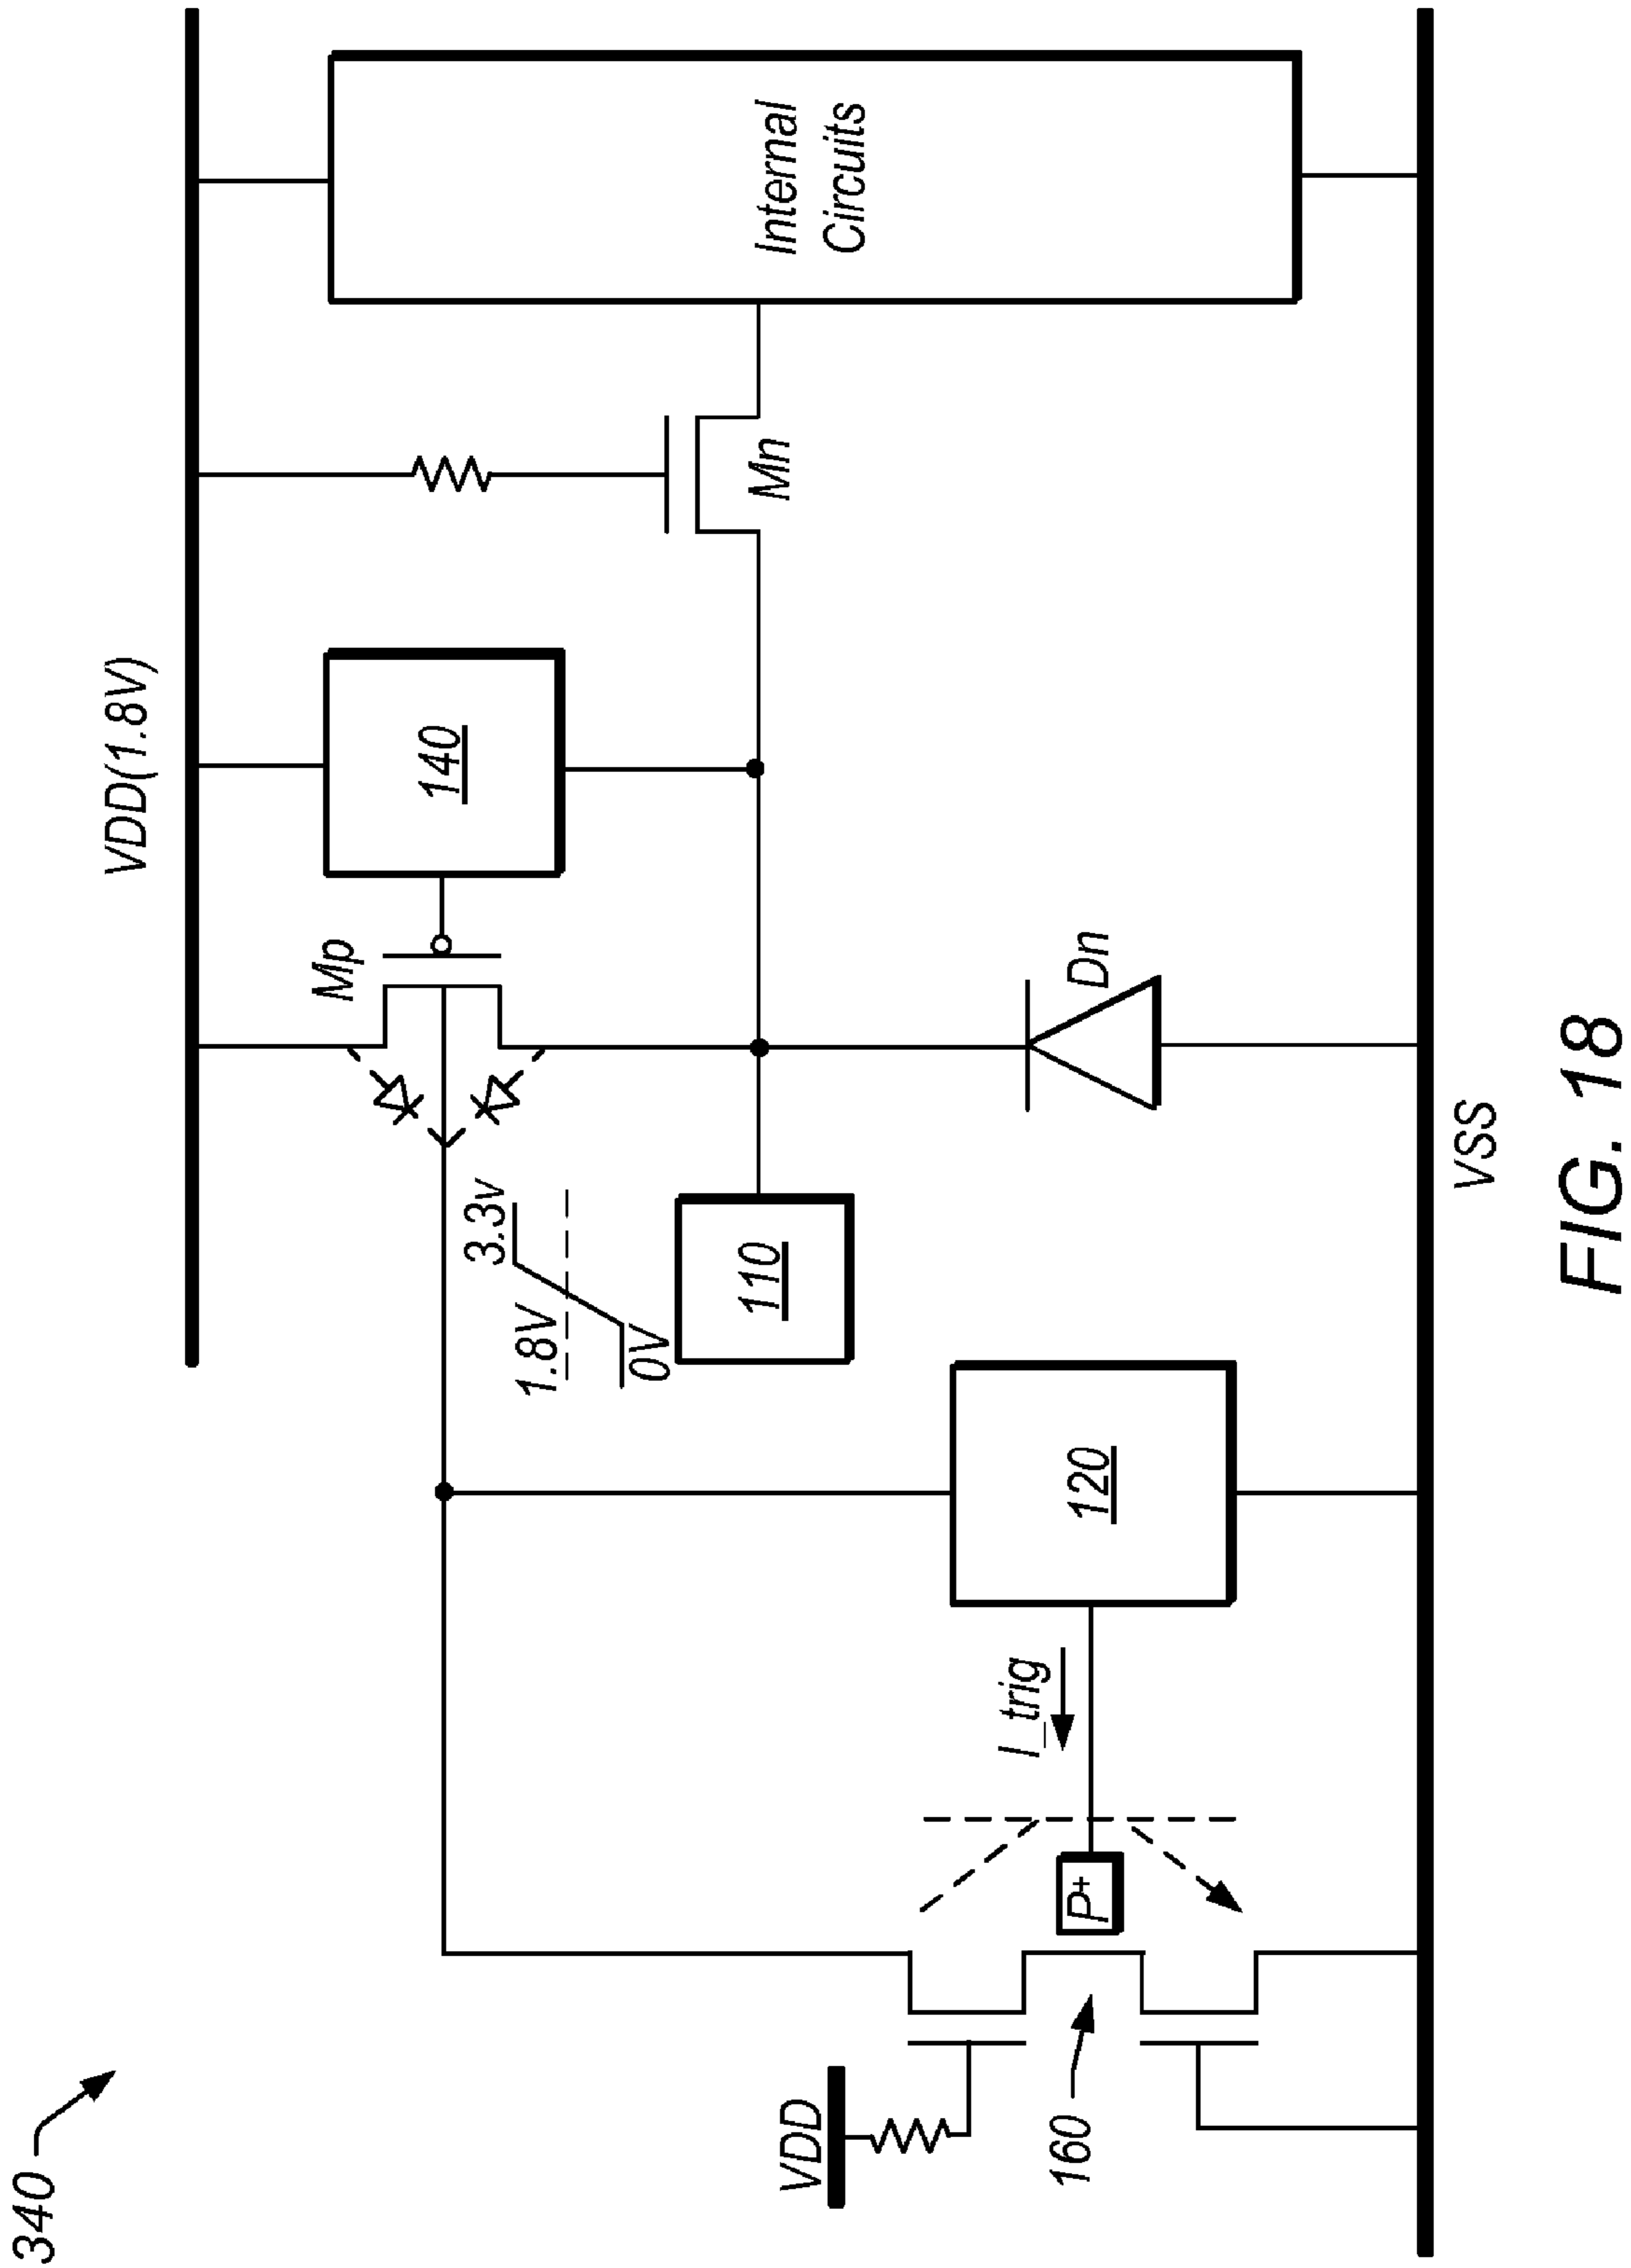 340
VDD(1.8V)
VDD
160
P+
I_trig
120
1.8V
3.3v
0V
110
Mp
140
Dn
Mn
Internal
Circuits
VSS
FIG. 18